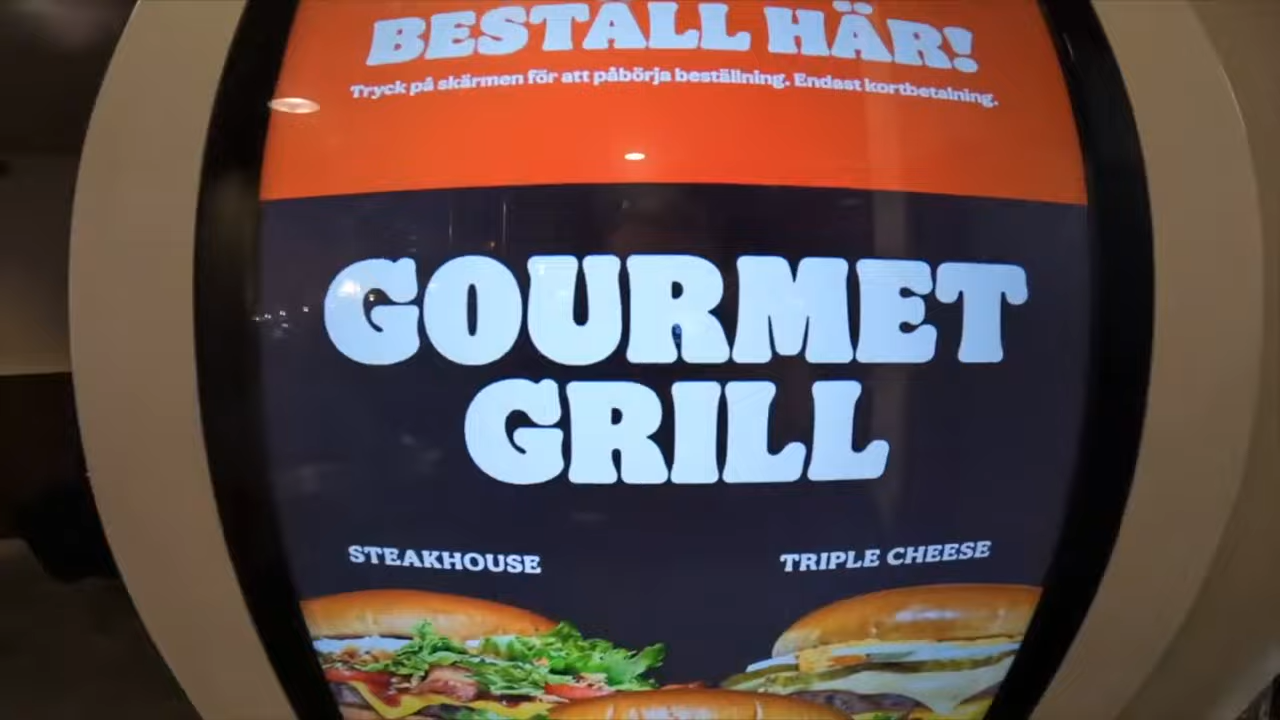 BESTÄLL HÄR!
Tryck på skärmen för att påbörja beställning. Endast kortbetalning.
GOURMET
GRILL
STEAKHOUSE
TRIPLE CHEESE